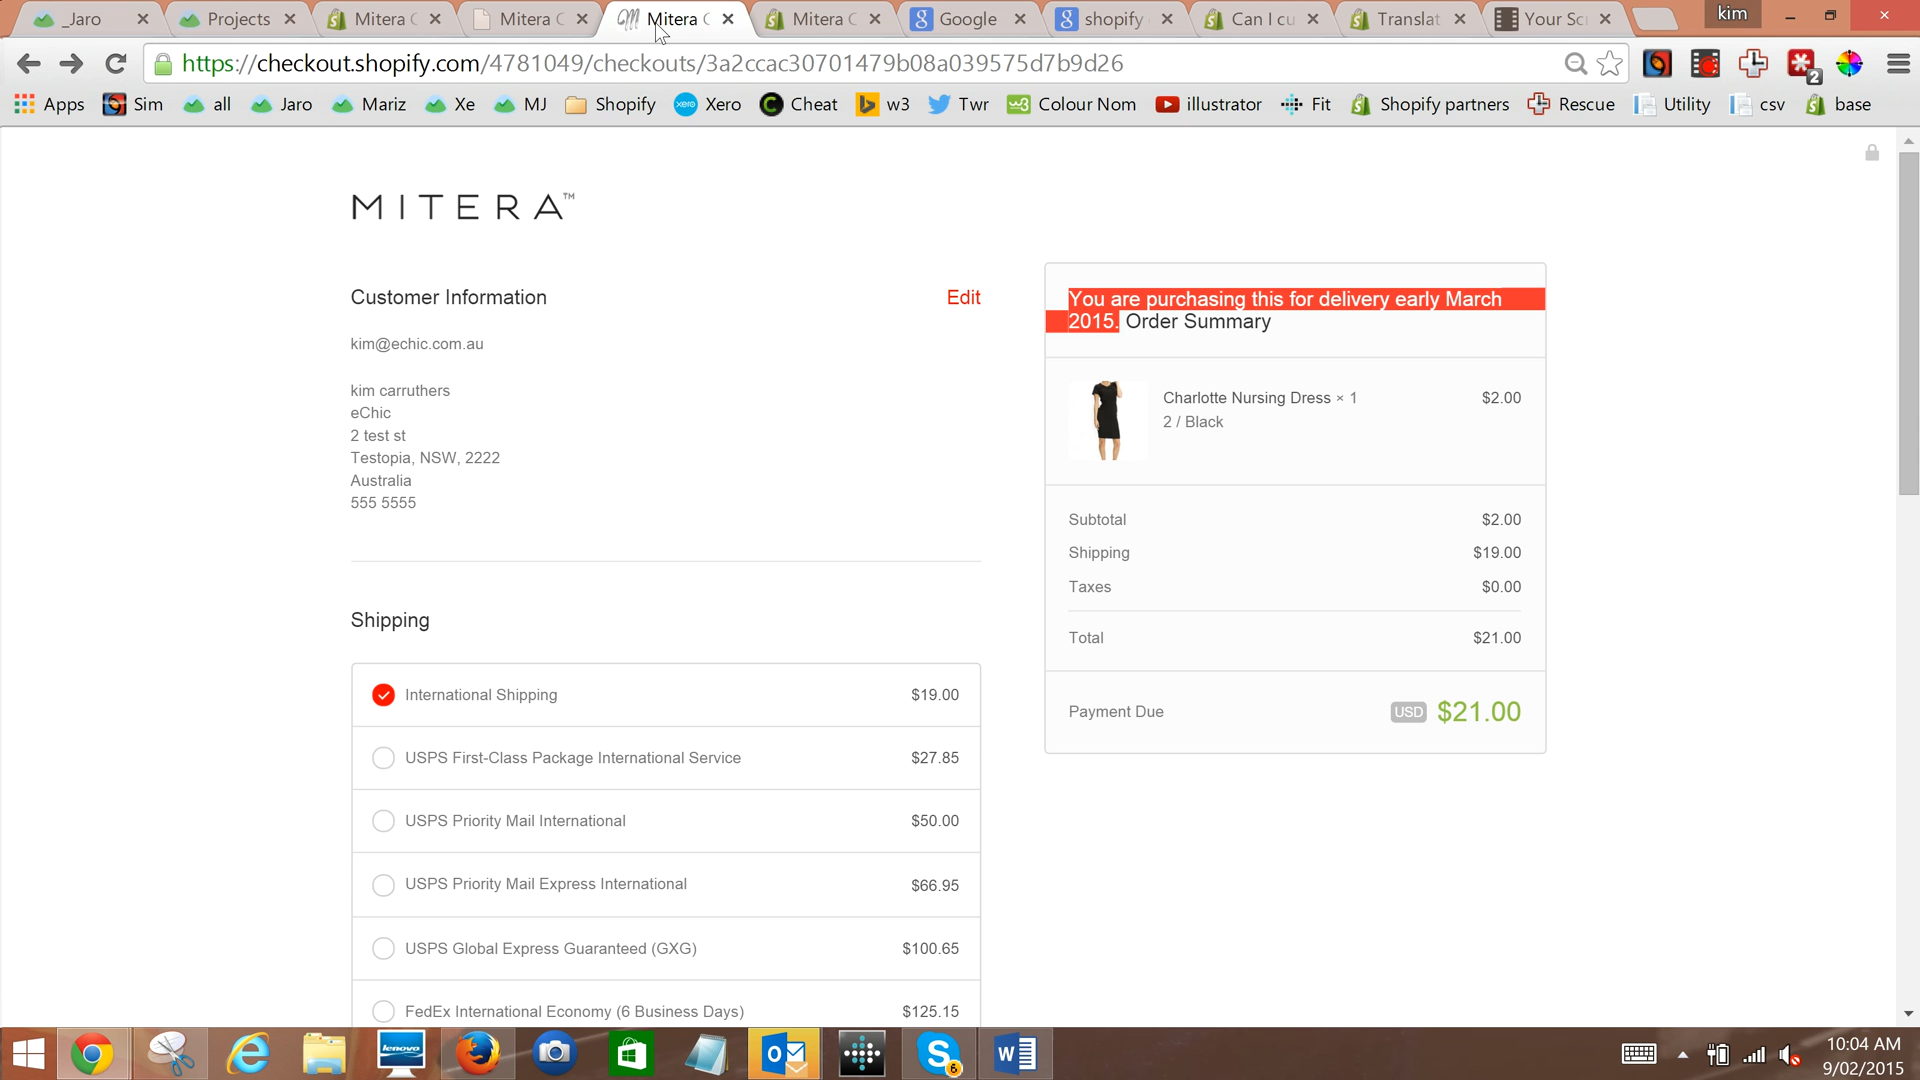 _Jaro
Projects
Mitera C
Mitera C
Mitera C
Mitera C
Google
shopify
Can I cu
Translat
Your Scr
kim
https://checkout.shopify.com/4781049/checkouts/3a2ccac30701479b08a039575d7b9d26
2
Apps
Sim
all
Jaro
Mariz
Xe
MJ
Shopify
Xero
Cheat
w3
Twr
Colour Nom
illustrator
Fit
Shopify partners
Rescue
Utility
csv
base
MITERA™
Customer Information
Edit
kim@echic.com.au
kim carruthers
eChic
2 test st
Testopia, NSW, 2222
Australia
555 5555
Shipping
International Shipping $19.00
USPS First-Class Package International Service $27.85
USPS Priority Mail International $50.00
USPS Priority Mail Express International $66.95
USPS Global Express Guaranteed (GXG) $100.65
FedEx International Economy (6 Business Days) $125.15
You are purchasing this for delivery early March
2015. Order Summary
Charlotte Nursing Dress × 1 $2.00
2 / Black
Subtotal $2.00
Shipping $19.00
Taxes $0.00
Total $21.00
Payment Due USD $21.00
lenovo
6
10:04 AM
9/02/2015